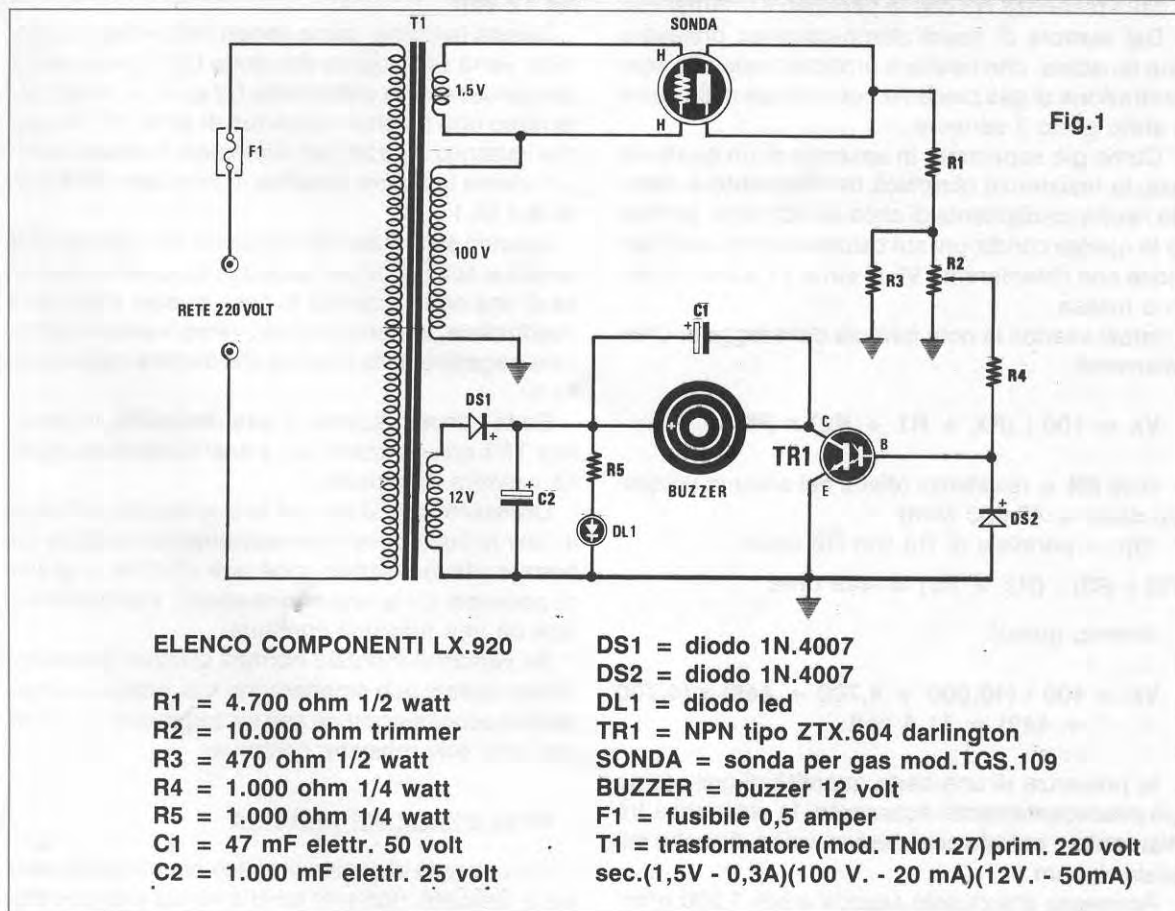 T1
SONDA
H
H
1.5 V
F1
Fig.1
R1
100 V
R2
R3
RETE 220 VOLT
C1
R4
DS1
C
B
TR1
E
R5
BUZZER
DS2
12 V
C2
DL1
ELENCO COMPONENTI LX.920
R1 = 4.700 ohm 1/2 watt
R2 = 10.000 ohm trimmer
R3 = 470 ohm 1/2 watt
R4 = 1.000 ohm 1/4 watt
R5 = 1.000 ohm 1/4 watt
C1 = 47 mF elettr. 50 volt
C2 = 1.000 mF elettr. 25 volt
DS1 = diodo 1N.4007
DS2 = diodo 1N.4007
DL1 = diodo led
TR1 = NPN tipo ZTX.604 darlington
SONDA = sonda per gas mod.TGS.109
BUZZER = buzzer 12 volt
F1 = fusibile 0,5 amper
T1 = trasformatore (mod. TN01.27) prim. 220 volt
sec.(1,5V - 0,3A)(100 V. - 20 mA)(12V. - 50mA)